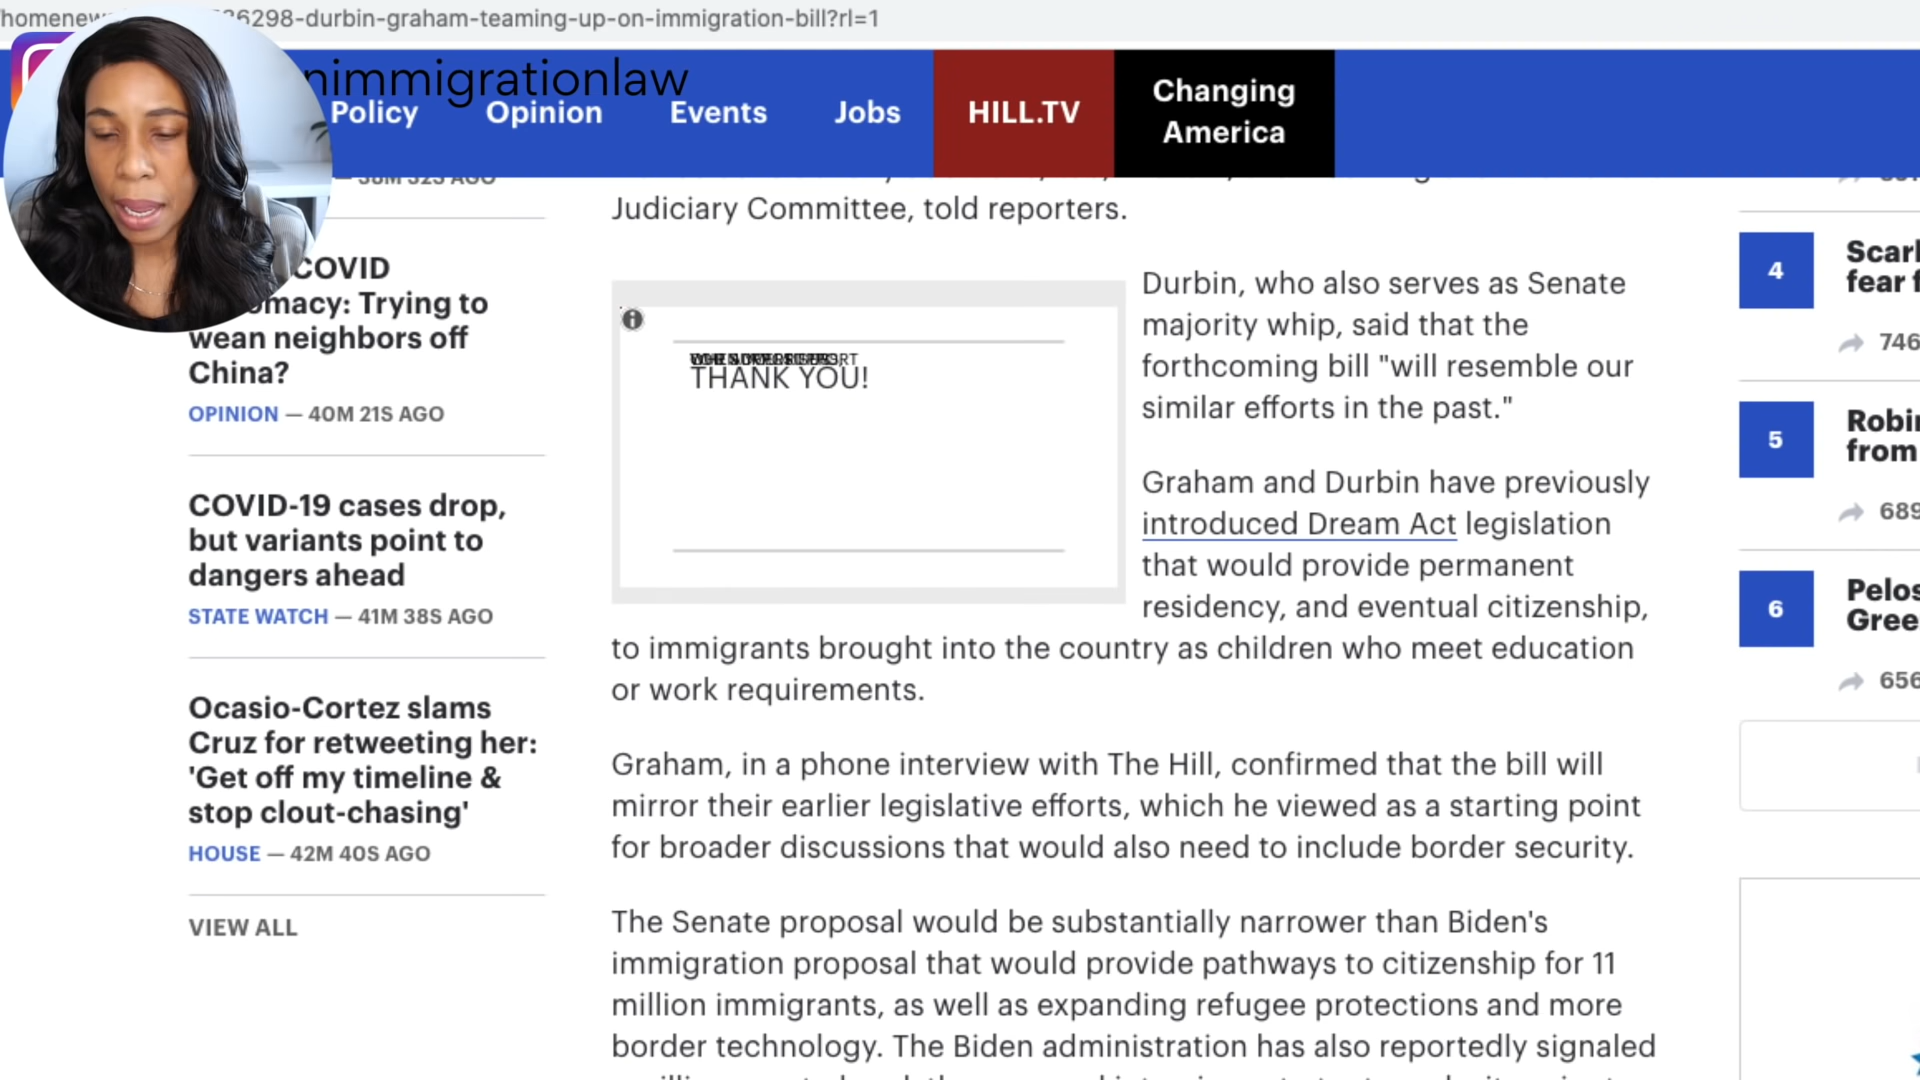 26298-durbin-graham-teaming-up-on-immigration-bill?rl=1
nimmigrationlaw
Policy
Opinion
Events
Jobs
HILL.TV
Changing
America
AGO
COVID
Trying to
wean neighbors off
China?
OPINION — 40M 21S AGO
COVID-19 cases drop,
but variants point to
dangers ahead
STATE WATCH — 41M 38S AGO
Ocasio-Cortez slams
Cruz for retweeting her:
'Get off my timeline &
stop clout-chasing'
HOUSE — 42M 40S AGO
VIEW ALL
Judiciary Committee, told reporters.
THANK YOU!
Durbin, who also serves as Senate
majority whip, said that the
forthcoming bill "will resemble our
similar efforts in the past."
Graham and Durbin have previously
introduced Dream Act legislation
that would provide permanent
residency, and eventual citizenship,
to immigrants brought into the country as children who meet education
or work requirements.
Graham, in a phone interview with The Hill, confirmed that the bill will
mirror their earlier legislative efforts, which he viewed as a starting point
for broader discussions that would also need to include border security.
The Senate proposal would be substantially narrower than Biden's
immigration proposal that would provide pathways to citizenship for 11
million immigrants, as well as expanding refugee protections and more
border technology. The Biden administration has also reportedly signaled
4
fear
746
5
from
689
6
656